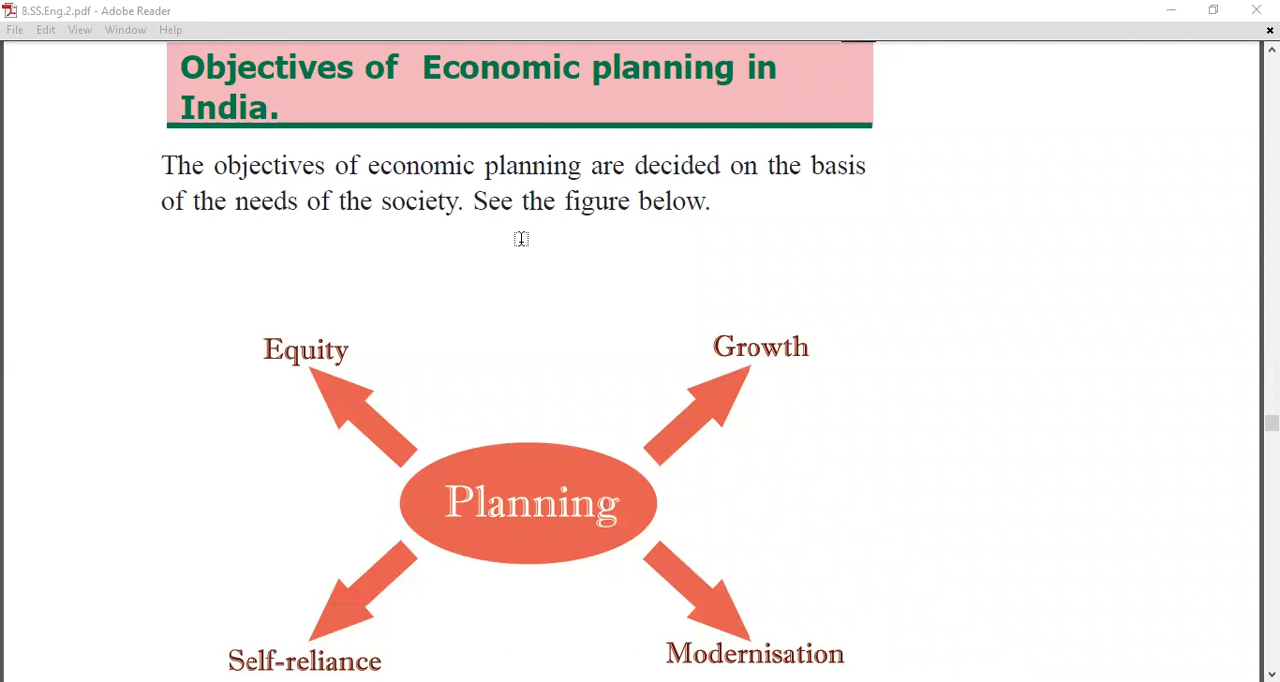 8.SS.Eng.2.pdf - Adobe Reader
File Edit View Window Help
Objectives of Economic planning in
India.
The objectives of economic planning are decided on the basis
of the needs of the society. See the figure below.
Equity
Growth
Planning
Self-reliance
Modernisation